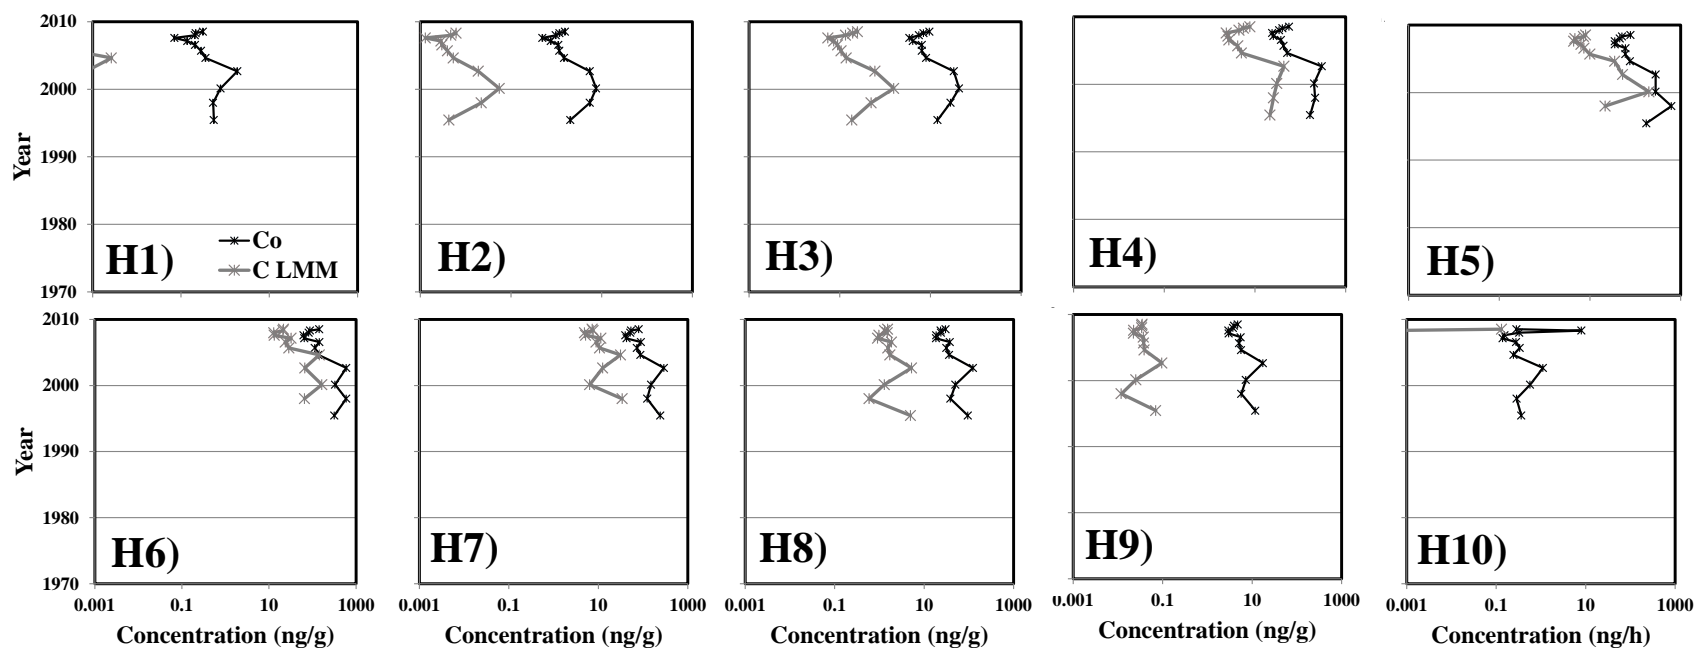 2010
2000
1990
1980
1970
Year
H1)
Co
C LMM
H2)
H3)
H4)
H5)
2010
2000
1990
1980
1970
Year
H6)
H7)
H8)
H9)
H10)
0.001 0.1 10 1000
0.001 0.1 10 1000
0.001 0.1 10 1000
0.001 0.1 10 1000
0.001 0.1 10 1000
Concentration (ng/g)
Concentration (ng/g)
Concentration (ng/g)
Concentration (ng/g)
Concentration (ng/h)